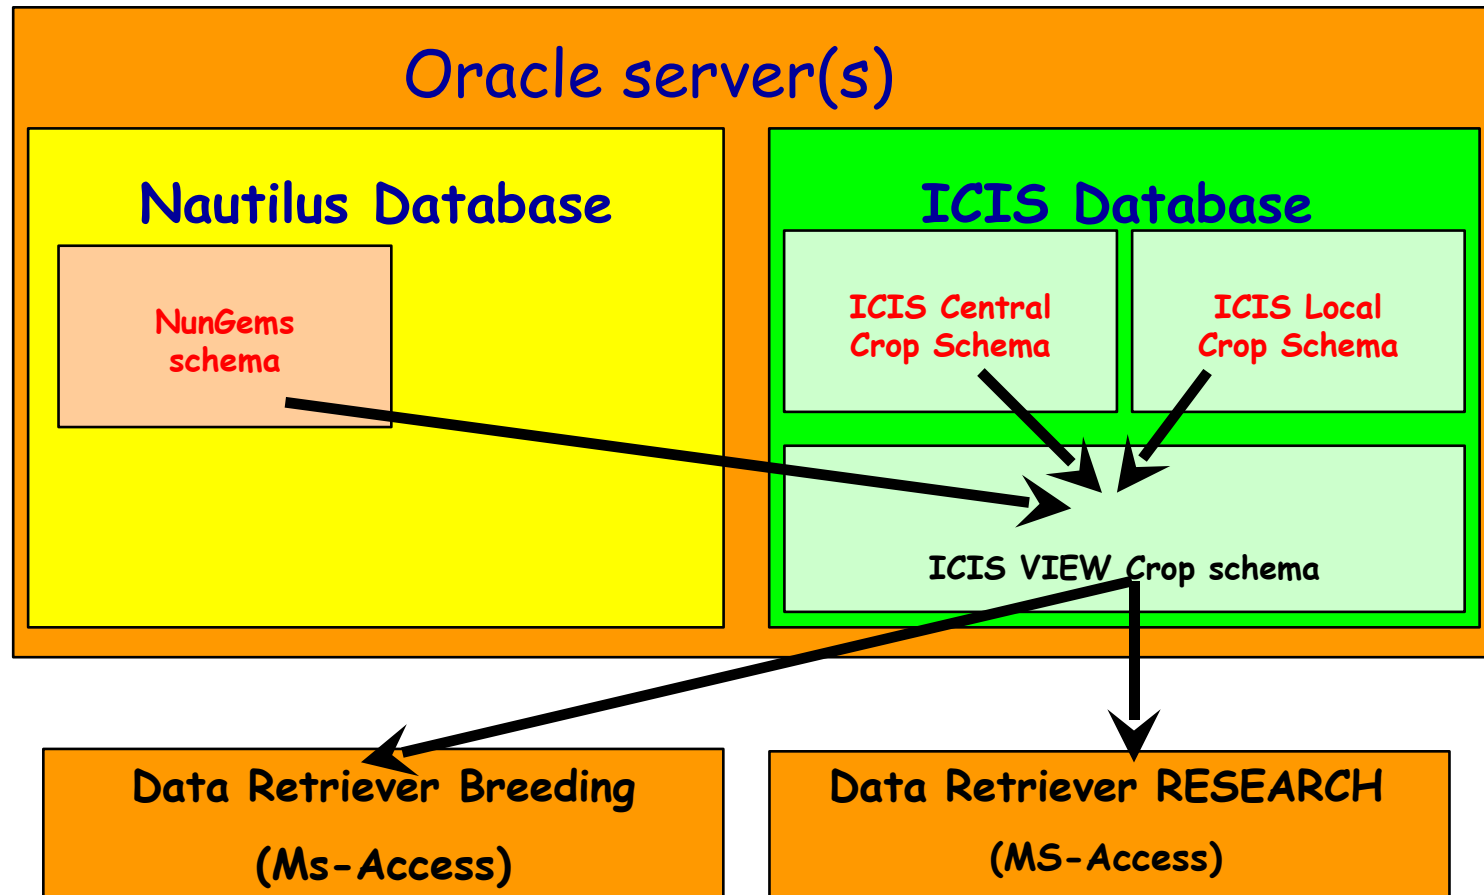 Oracle server(s)
Nautilus Database
NunGems
schema
ICIS Database
ICIS Central
Crop Schema
ICIS Local
Crop Schema
ICIS VIEW Crop schema
Data Retriever Breeding
(Ms-Access)
Data Retriever RESEARCH
(MS-Access)